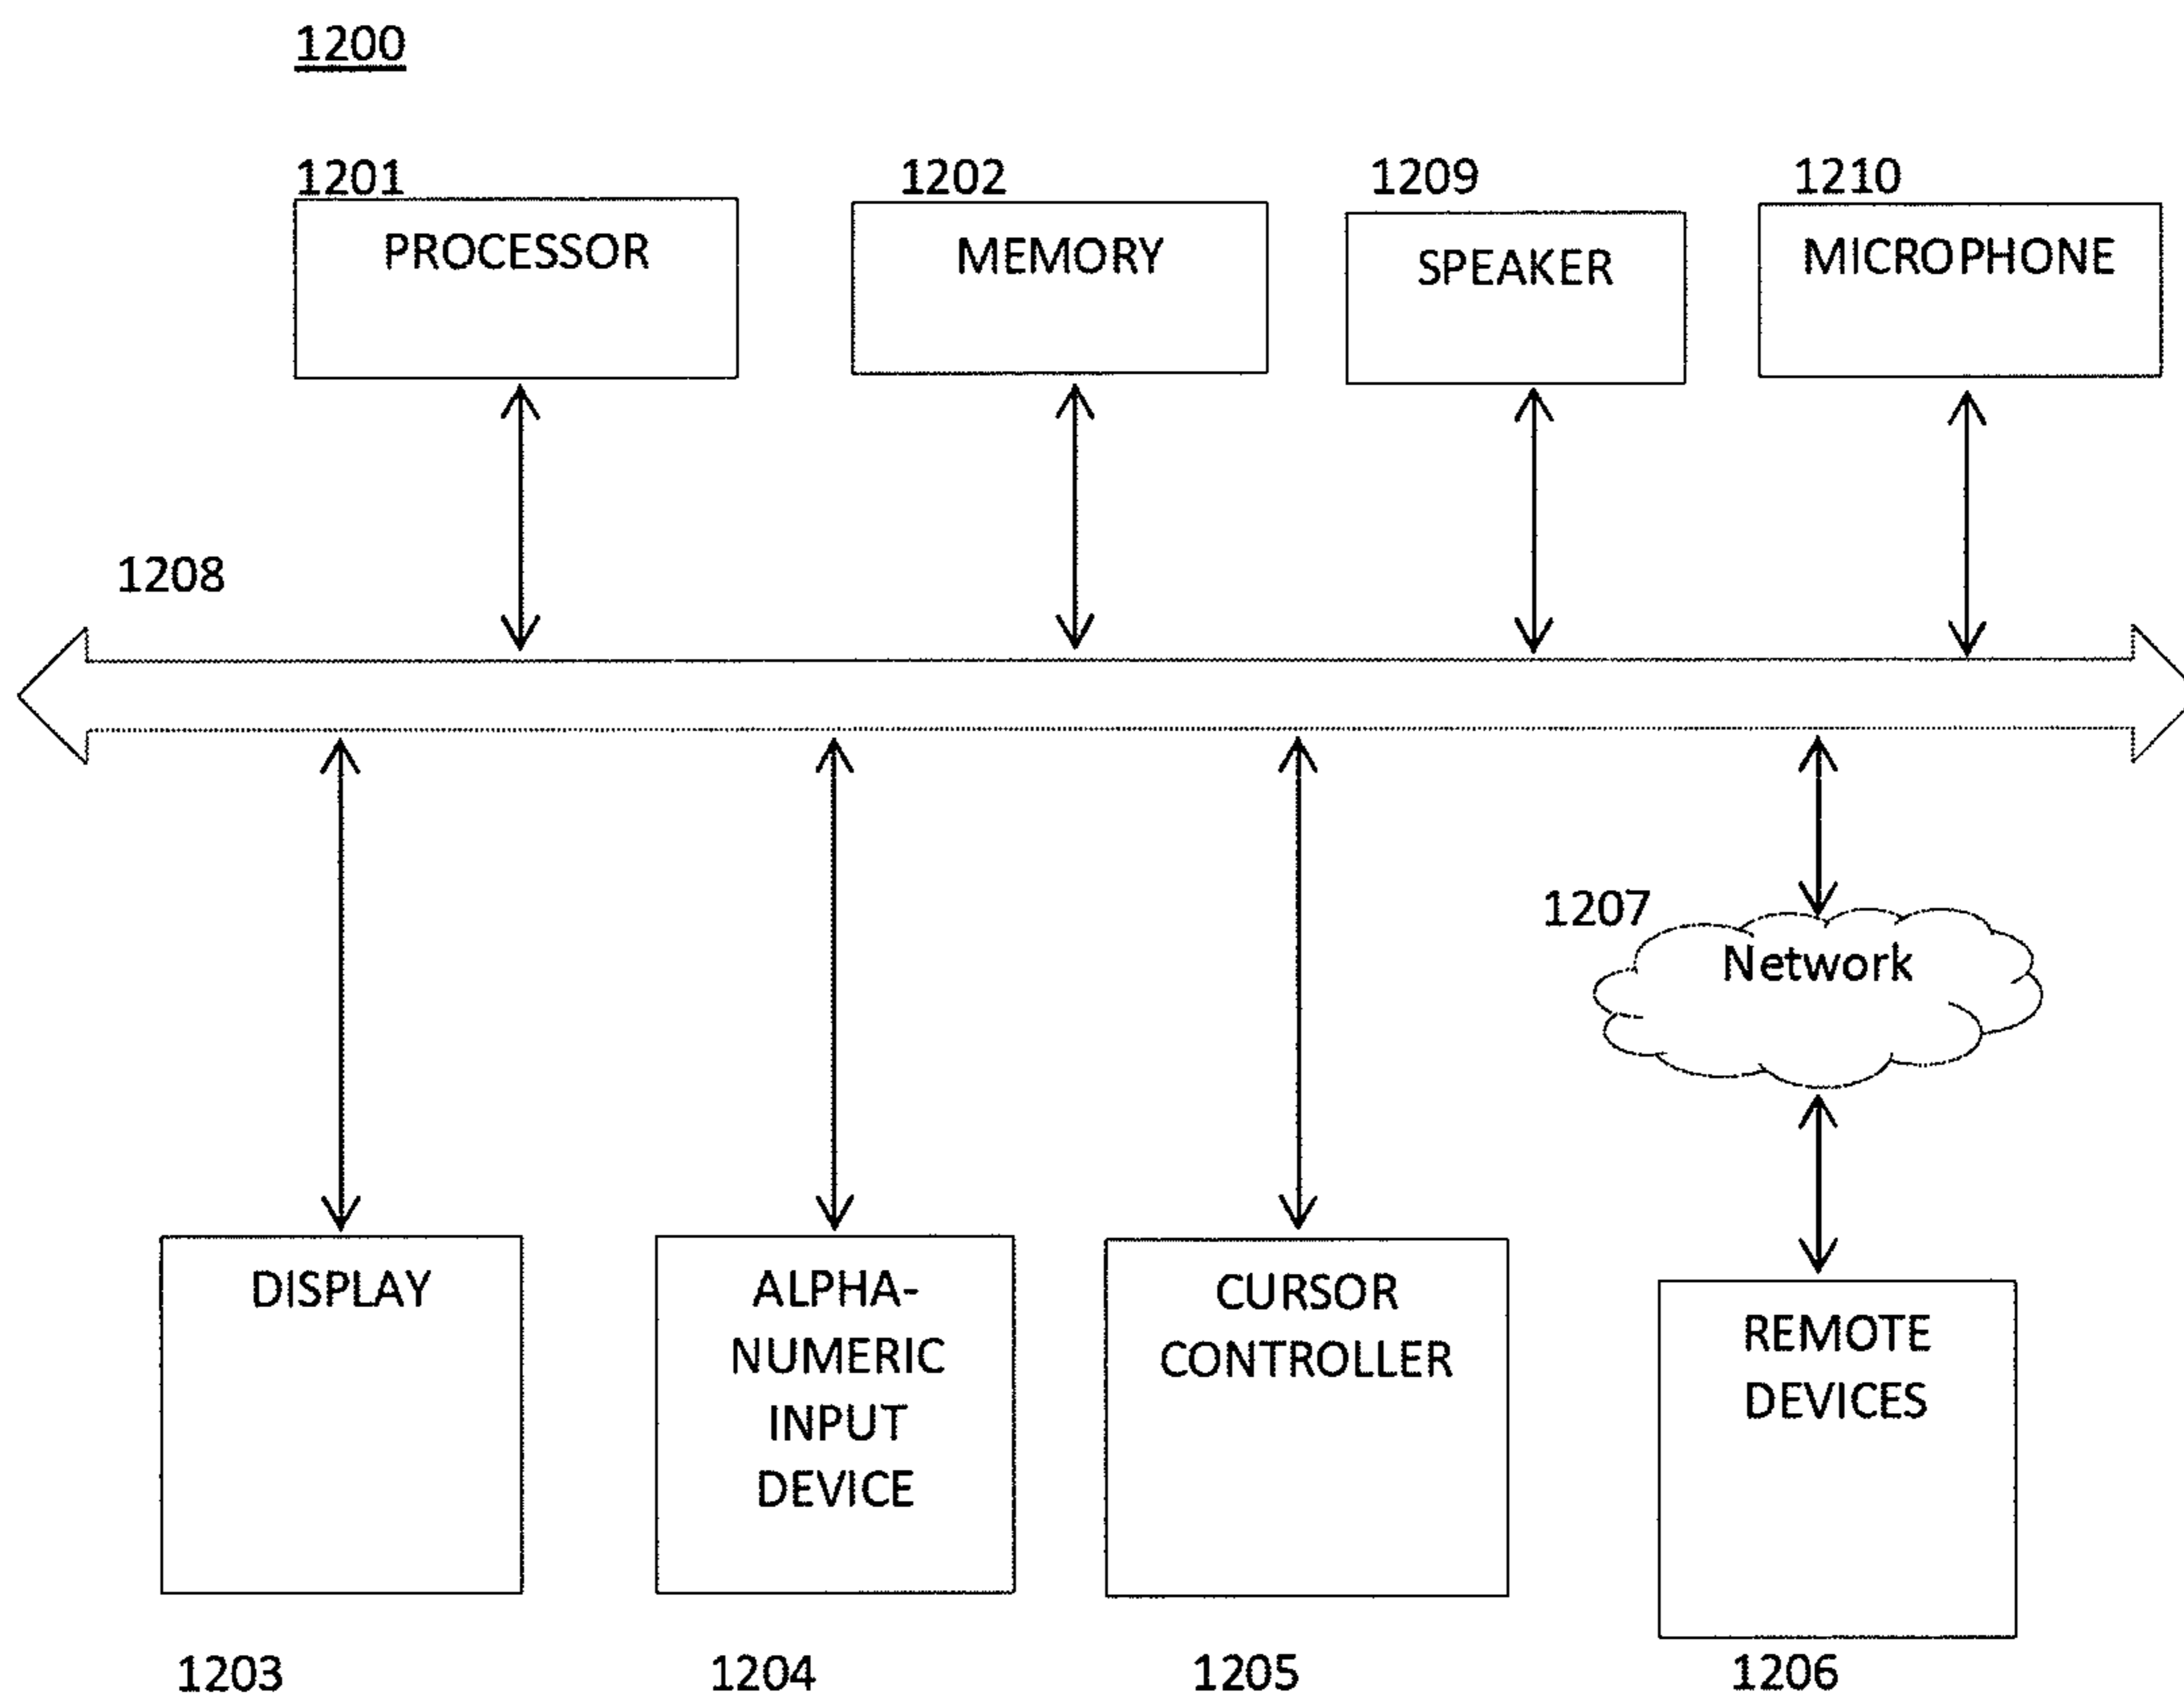 1200
1201
PROCESSOR
1202
MEMORY
1209
SPEAKER
1210
MICROPHONE
1208
1207
Network
DISPLAY
1203
ALPHA-
NUMERIC
INPUT
DEVICE
1204
CURSOR
CONTROLLER
1205
REMOTE
DEVICES
1206